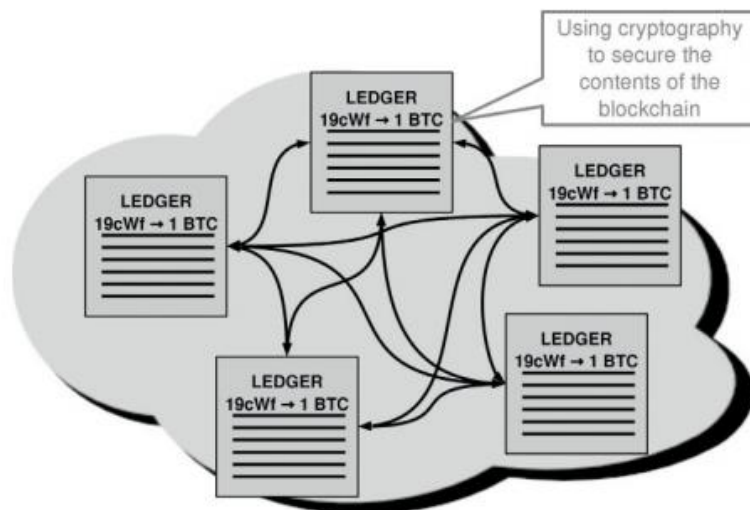 Using cryptography
to secure the
contents of the
blockchain
LEDGER
19cWf → 1 BTC
LEDGER
19cWf → 1 BTC
LEDGER
19cWf → 1 BTC
LEDGER
19cWf → 1 BTC
LEDGER
19cWf → 1 BTC